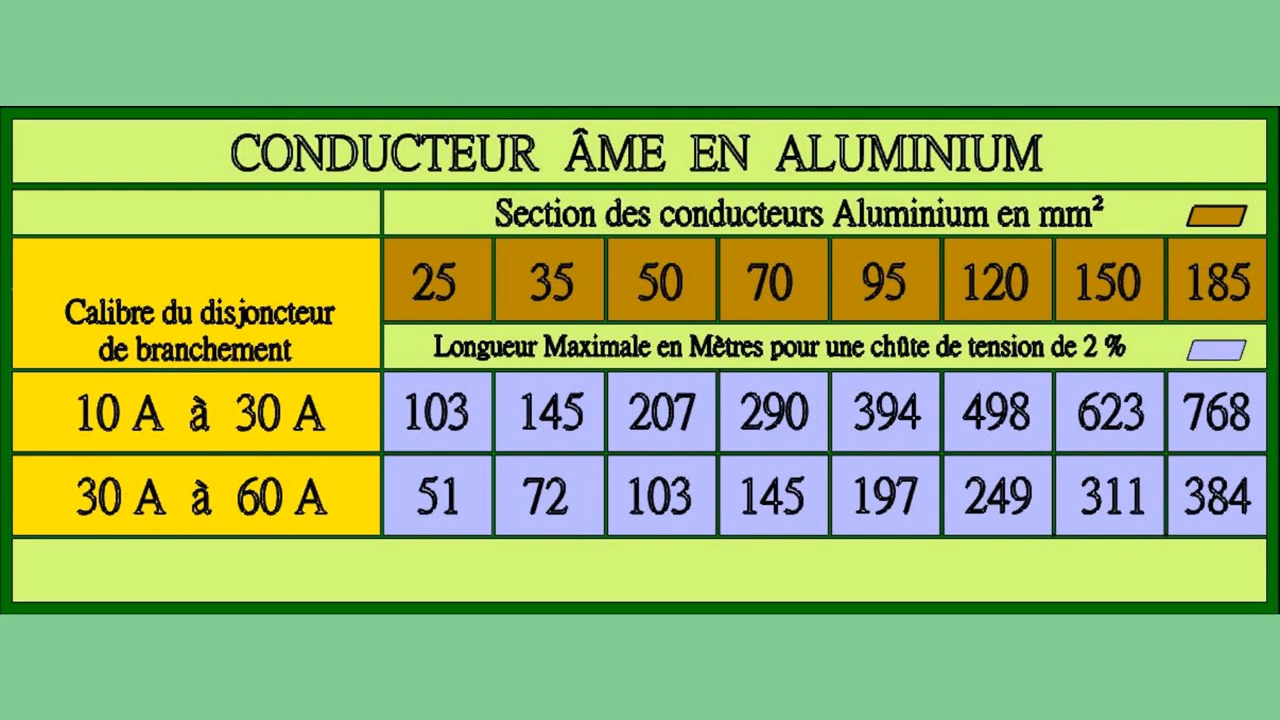 CONDUCTEUR ÂME EN ALUMINIUM
Section des conducteurs Aluminium en mm²
25 35 50 70 95 120 150 185
Calibre du disjoncteur
de branchement
Longueur Maximale en Mètres pour une chûte de tension de 2 %
10 A à 30 A 103 145 207 290 394 498 623 768
30 A à 60 A 51 72 103 145 197 249 311 384